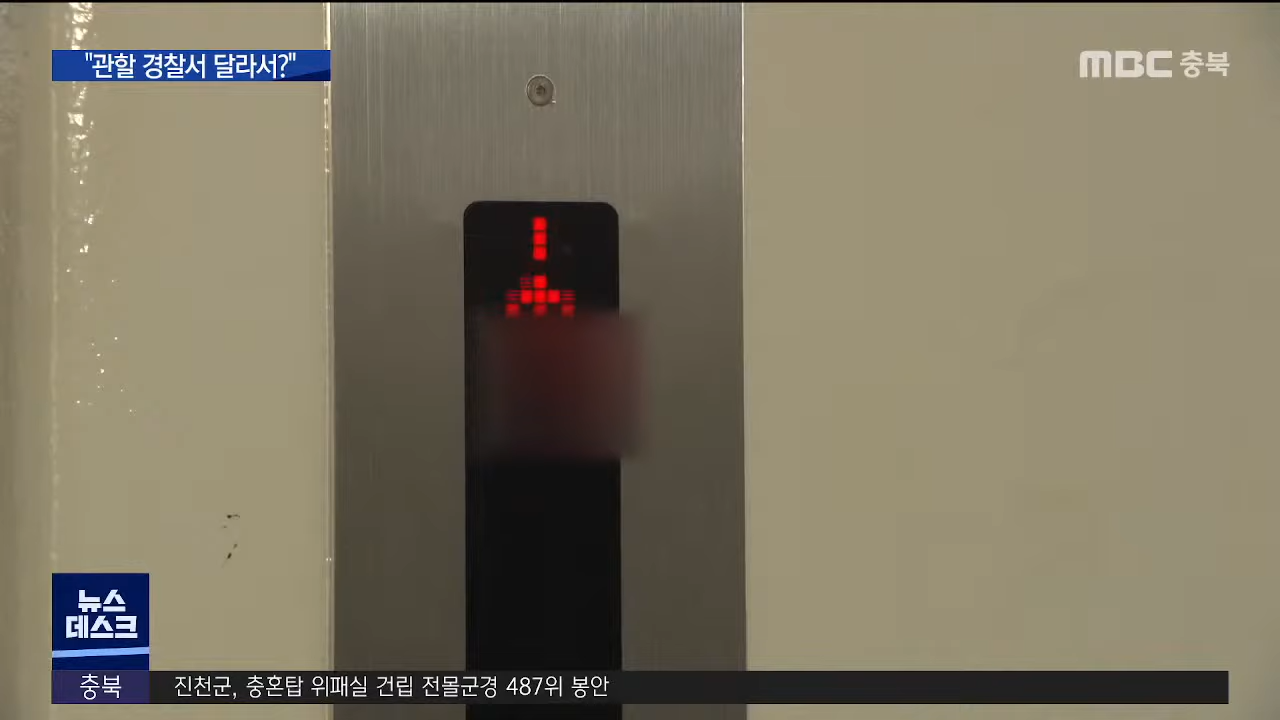 "관할 경찰서 달라서?"
MBC 충북
뉴스
데스크
충북
진천군, 충혼탑 위패실 건립 전몰군경 487위 봉안